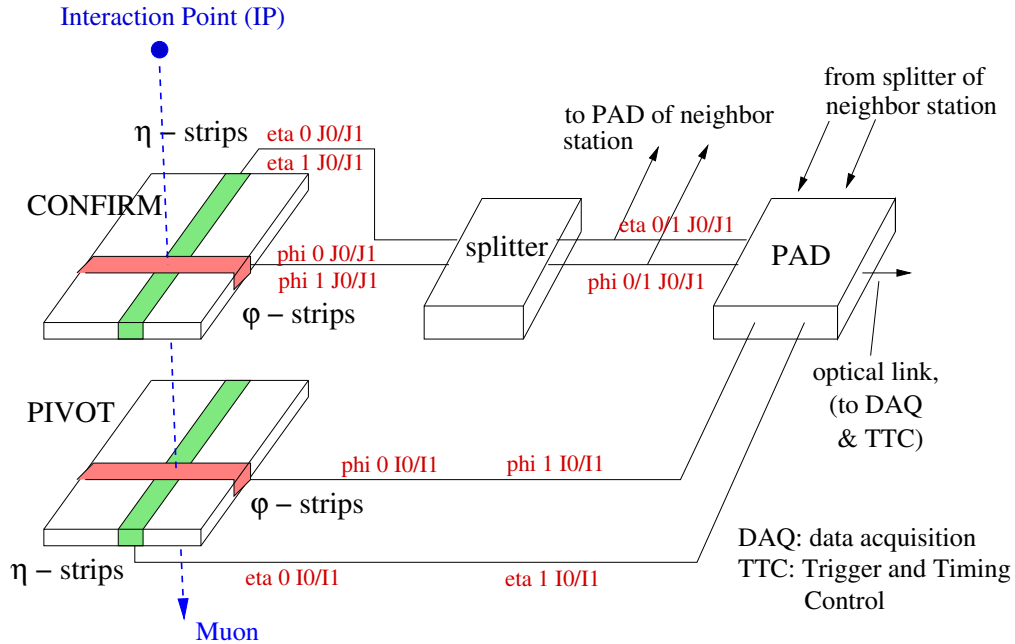 Interaction Point (IP)
from splitter of
neighbor station
to PAD of neighbor
station
η – strips
eta 0 J0/J1
eta 1 J0/J1
CONFIRM
splitter
eta 0/1 J0/J1
PAD
phi 0 J0/J1
phi 1 J0/J1
phi 0/1 J0/J1
φ – strips
optical link,
(to DAQ
& TTC)
PIVOT
phi 0 I0/I1
phi 1 I0/I1
φ – strips
η – strips
eta 0 I0/I1
eta 1 I0/I1
DAQ: data acquisition
TTC: Trigger and Timing
Control
Muon